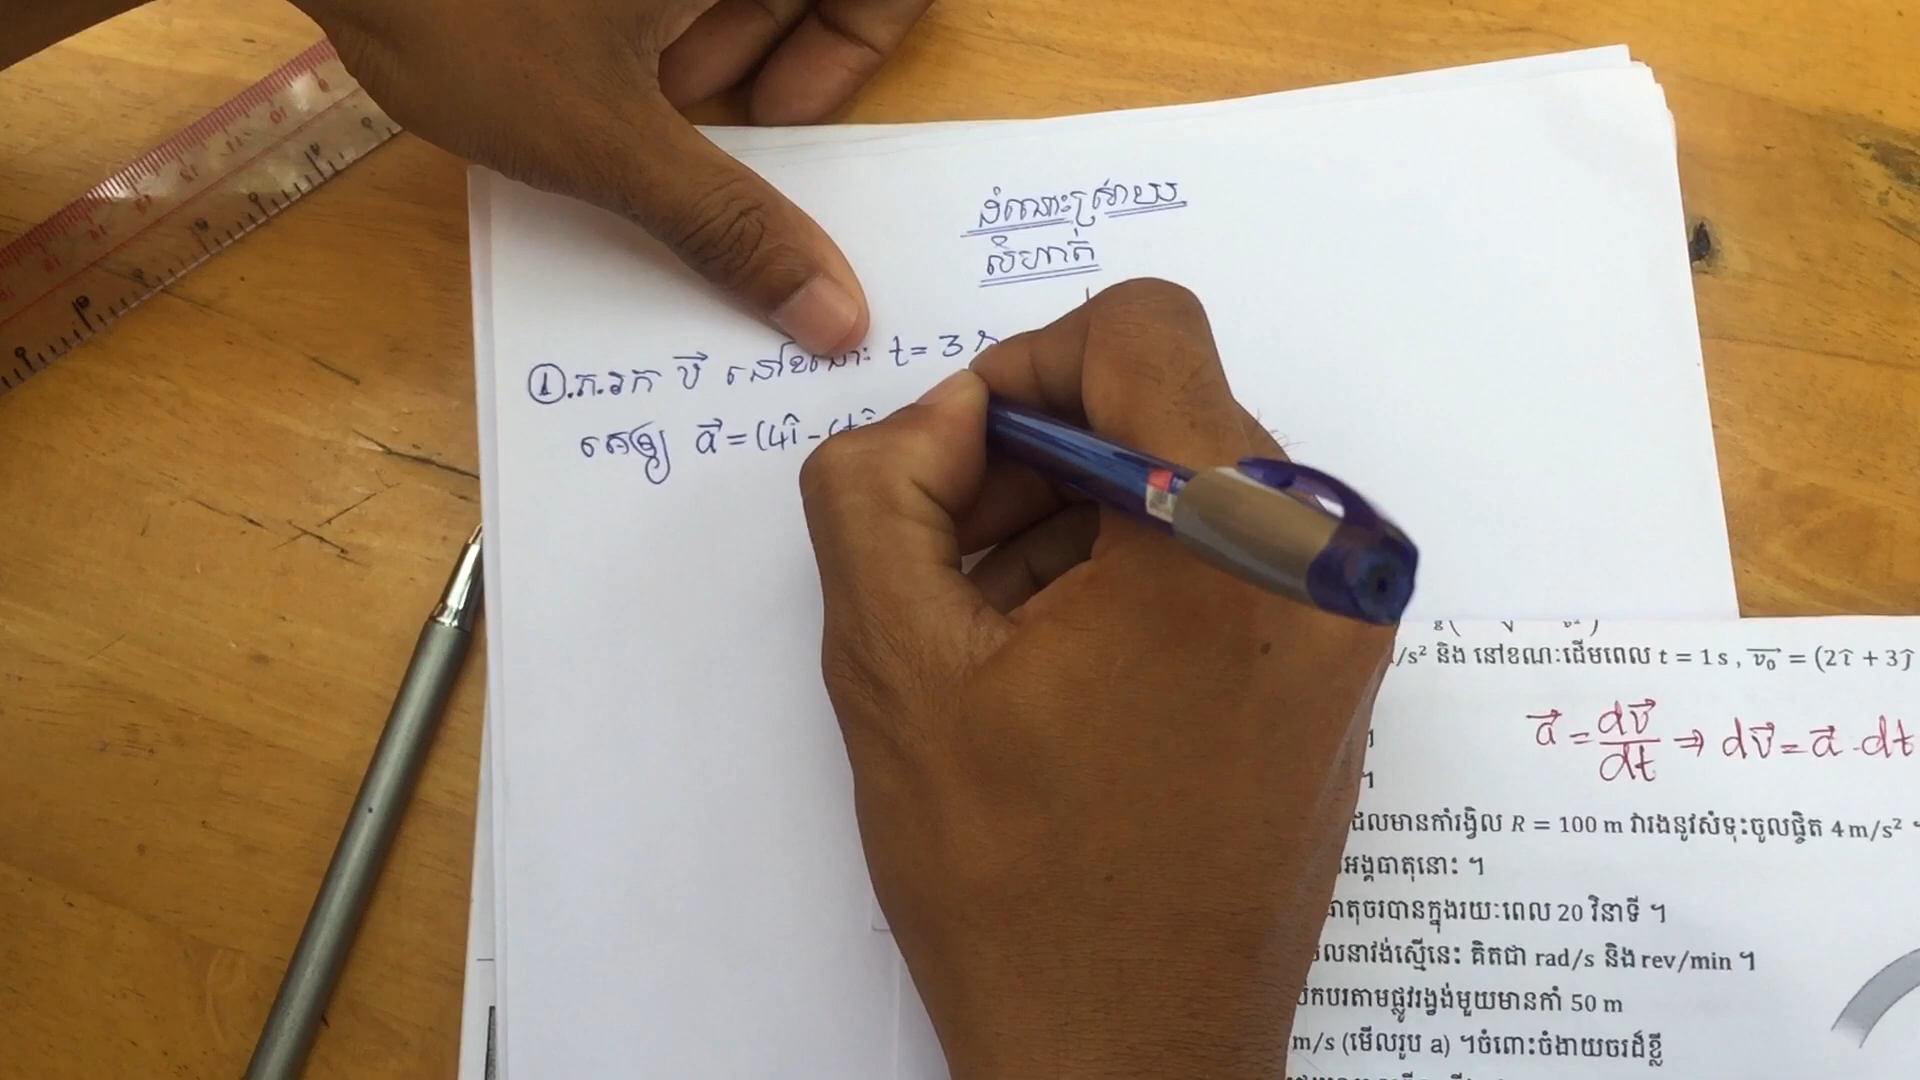 ដំណោះស្រាយ
លំហាត់
①.ក.រក v⃗ នៅខណៈ t = 3 s
គេឲ្យ a⃗ = (4î -
/s² និង នៅខណៈដើមពេល t = 1 s , v₀⃗ = (2i⃗ + 3j⃗
a⃗ = dv⃗/dt ⇒ dv⃗ = a⃗ · dt
។
។
ដែលមានកាំរង្វិល R = 100 m វារងនូវសំទុះចូលផ្ចិត 4 m/s² ។
អង្គធាតុនោះ ។
ធាតុចរបានក្នុងរយៈពេល 20 វិនាទី ។
ចលនាវង់ស្មើនេះ គិតជា rad/s និង rev/min ។
បើកបរតាមផ្លូវរង្វង់មួយមានកាំ 50 m
m/s (មើលរូប a) ។ចំពោះចំងាយចរដ៏ខ្លី